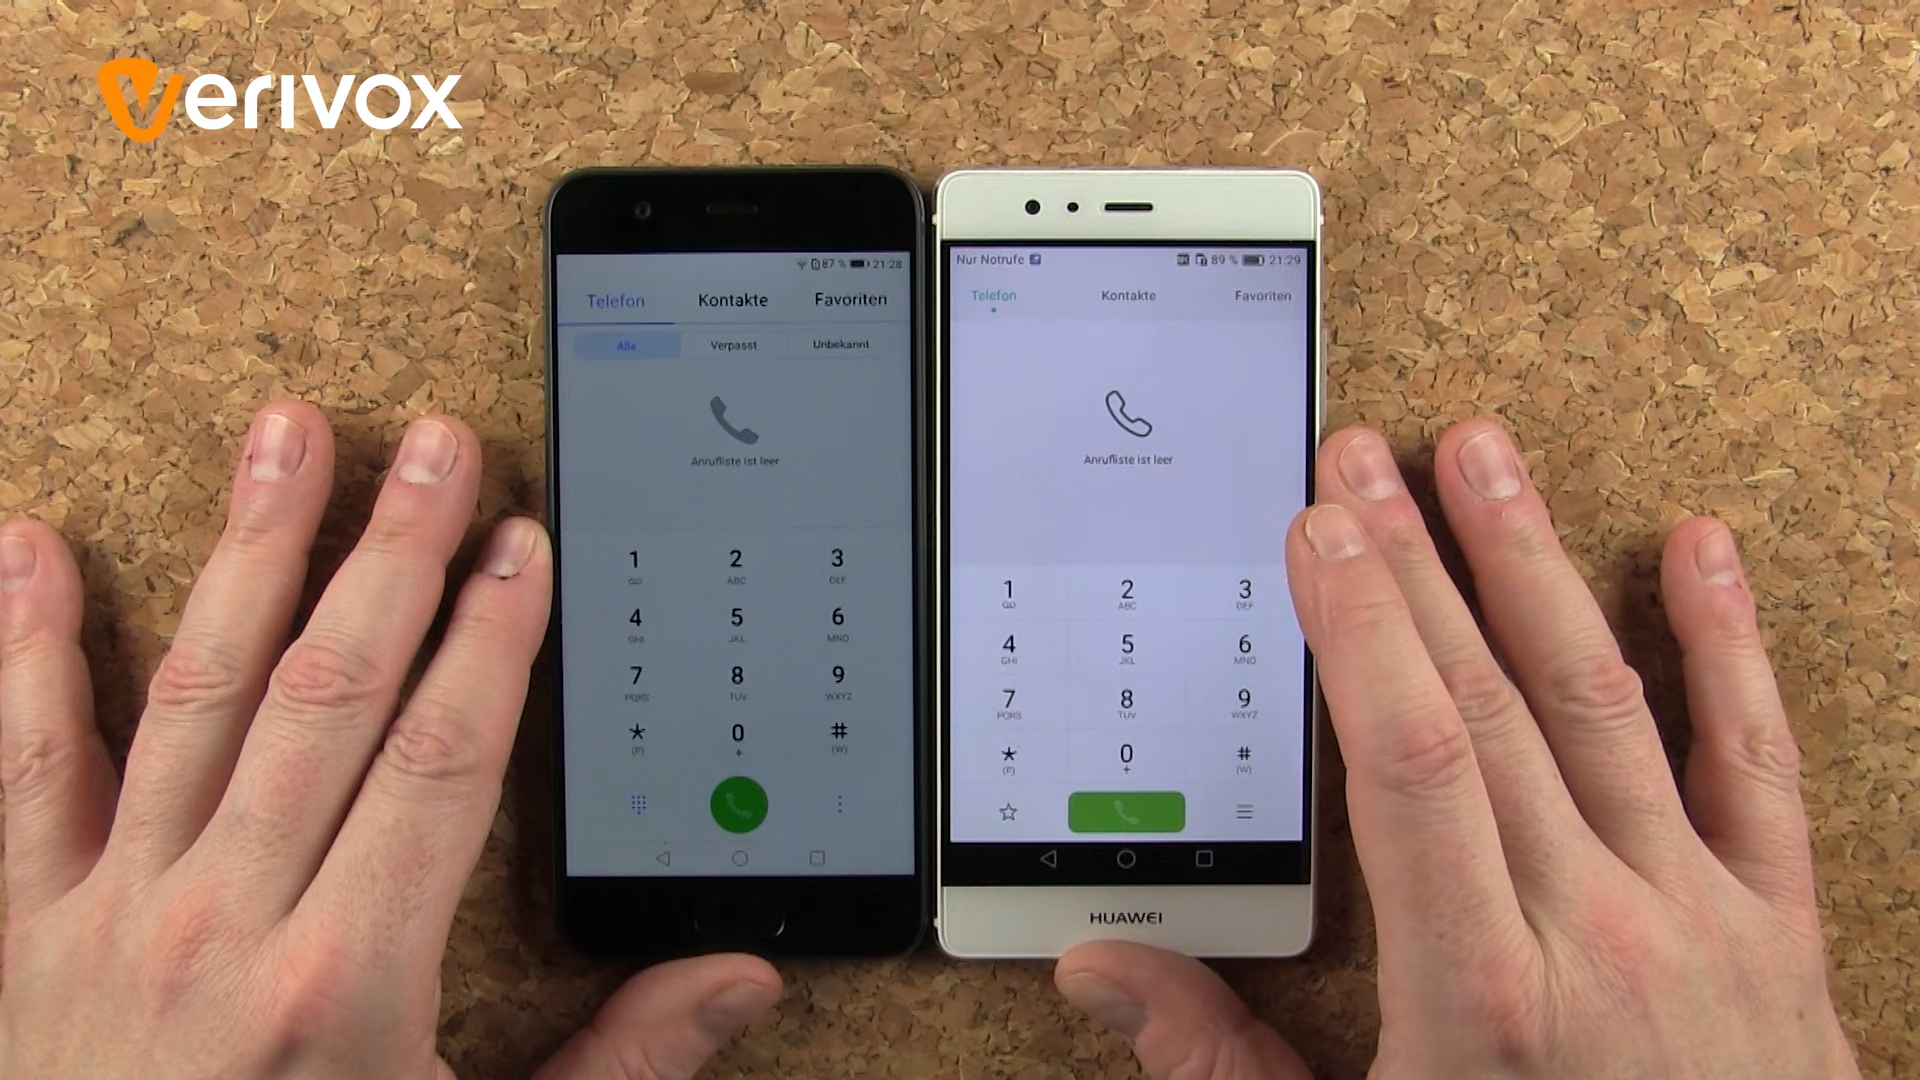 Verivox
87 % 21:28
Telefon Kontakte Favoriten
Alle Verpasst Unbekannt
Anrufliste ist leer
1 2 3
ABC DEF
4 5 6
GHI JKL MNO
7 8 9
PQRS TUV WXYZ
* 0 #
(P) + (W)
Nur Notrufe 89 % 21:29
Telefon Kontakte Favoriten
Anrufliste ist leer
1 2 3
ABC DEF
4 5 6
GHI JKL MNO
7 8 9
PQRS TUV WXYZ
* 0 #
(P) + (W)
HUAWEI